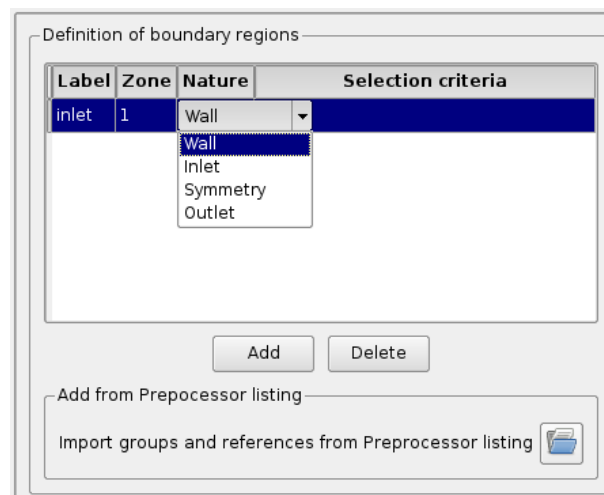 Definition of boundary regions
Label Zone Nature Selection criteria
inlet 1 Wall
Wall
Inlet
Symmetry
Outlet
Add Delete
Add from Prepocessor listing
Import groups and references from Preprocessor listing